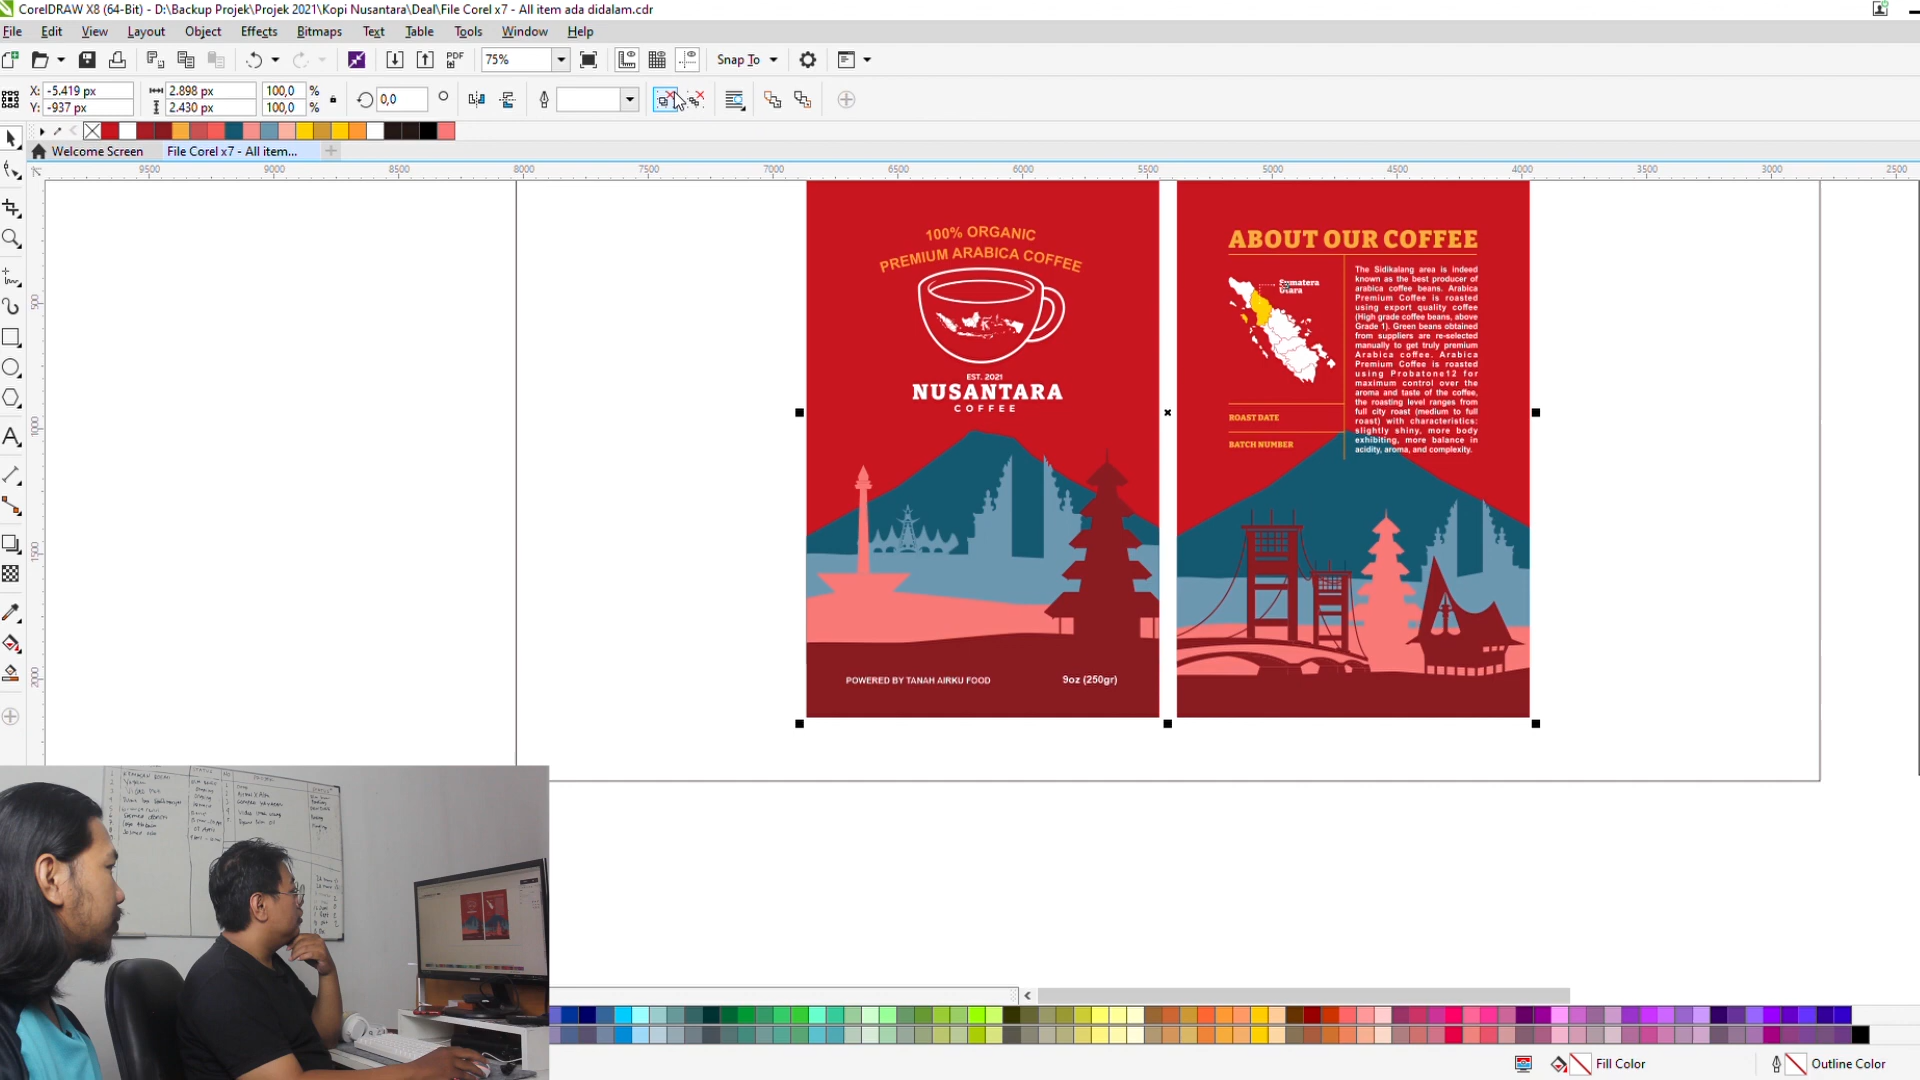 CorelDRAW X8 (64-Bit) - D:\Backup Projek\Projek 2021\Kopi Nusantara\Deal\File Corel x7 - All item ada didalam.cdr
File Edit View Layout Object Effects Bitmaps Text Table Tools Window Help
PDF 75% Snap To
X: -5.419 px 2.898 px 100,0 % 0,0
Y: -937 px 2.430 px 100,0 %
Welcome Screen File Corel x7 - All item...
9500 9000 8500 8000 7500 7000 6500 6000 5500 5000 4500 4000 3500 3000 2500
500
1000
1500
2000
100% ORGANIC
PREMIUM ARABICA COFFEE
EST. 2021
NUSANTARA
COFFEE
POWERED BY TANAH AIRKU FOOD 9oz (250gr)
ABOUT OUR COFFEE
Sumatera
Utara
ROAST DATE
BATCH NUMBER
The Sidikalang area is indeed
known as the best producer of
arabica coffee beans. Arabica
Premium Coffee is roasted
using export quality coffee
(High grade coffee beans, above
Grade 1). Green beans obtained
from suppliers are re-selected
manually to get truly premium
Arabica coffee. Arabica
Premium Coffee is roasted
using Probatone12 for
maximum control over the
aroma and taste of the coffee,
the roasting level ranges from
full city roast (medium to full
roast) with characteristics:
slightly shiny, more body
exhibiting, more balance in
acidity, aroma, and complexity.
Fill Color Outline Color